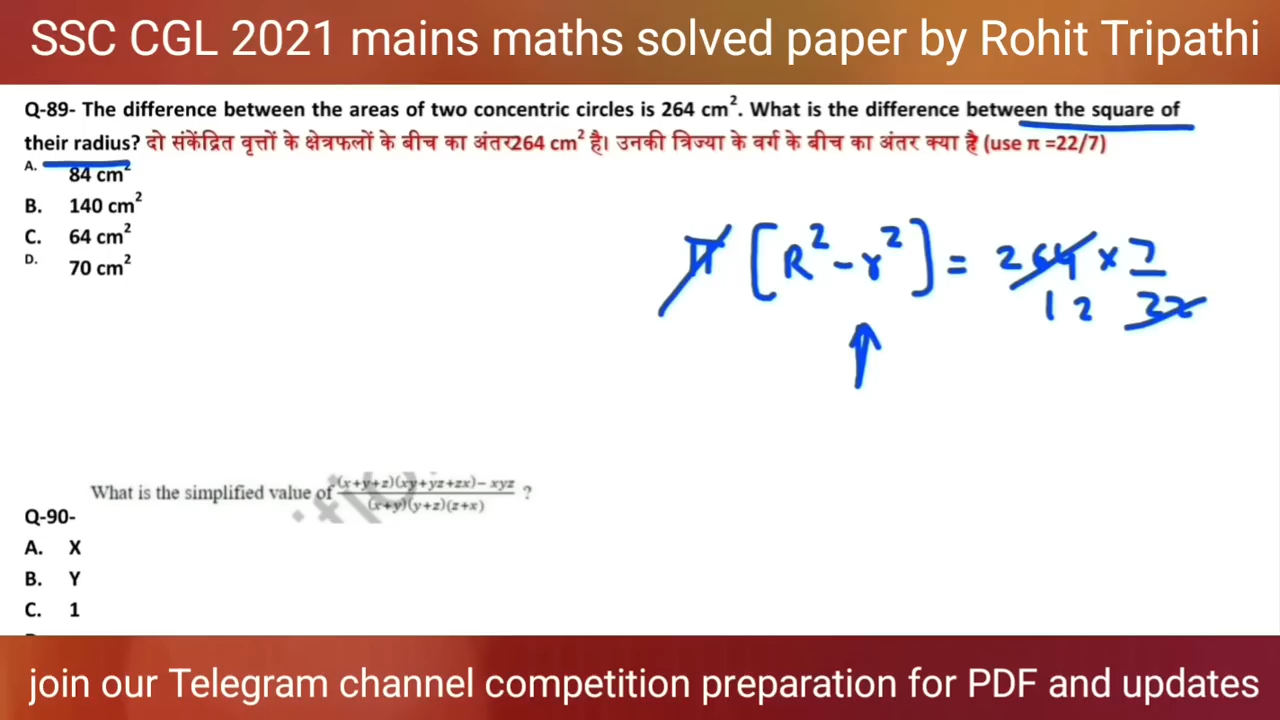 SSC CGL 2021 mains maths solved paper by Rohit Tripathi
Q-89- The difference between the areas of two concentric circles is 264 cm². What is the difference between the square of
their radius? दो संकेंद्रित वृत्तों के क्षेत्रफलों के बीच का अंतर264 cm² है। उनकी त्रिज्या के वर्ग के बीच का अंतर क्या है (use π =22/7)
A. 84 cm²
B. 140 cm²
C. 64 cm²
D. 70 cm²
π [R² – r²] = 264 × 7/22
12
What is the simplified value of (x+y+z)(xy+yz+zx)– xyz / (x+y)(y+z)(z+x) ?
Q-90-
A. X
B. Y
C. 1
join our Telegram channel competition preparation for PDF and updates